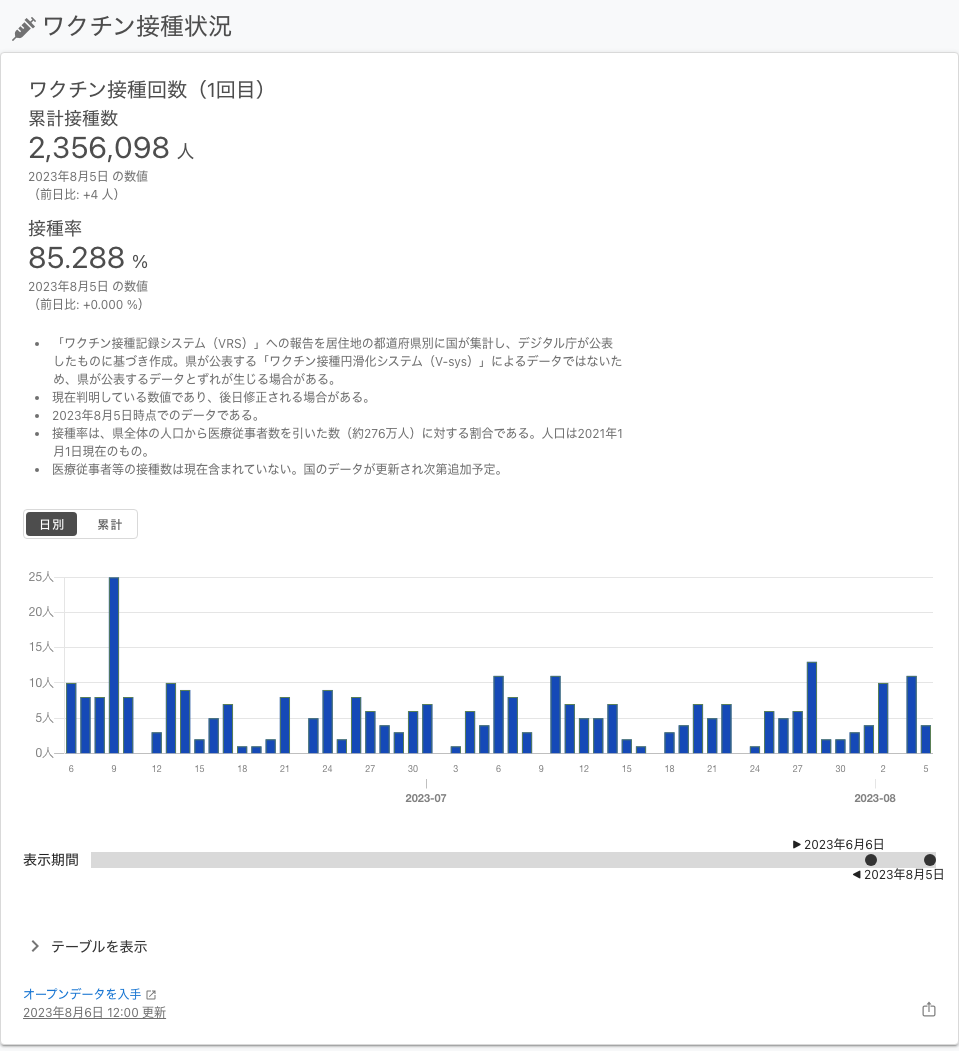 ワクチン接種状況
ワクチン接種回数（1回目）
累計接種数
2,356,098 人
2023年8月5日 の数値
（前日比: +4 人）
接種率
85.288 %
2023年8月5日 の数値
（前日比: +0.000 %）
• 「ワクチン接種記録システム（VRS）」への報告を居住地の都道府県別に国が集計し、デジタル庁が公表
したものに基づき作成。県が公表する「ワクチン接種円滑化システム（V-sys）」によるデータではないた
め、県が公表するデータとずれが生じる場合がある。
• 現在判明している数値であり、後日修正される場合がある。
• 2023年8月5日時点でのデータである。
• 接種率は、県全体の人口から医療従事者数を引いた数（約276万人）に対する割合である。人口は2021年1
月1日現在のもの。
• 医療従事者等の接種数は現在含まれていない。国のデータが更新され次第追加予定。
日別 累計
25人
20人
15人
10人
5人
0人
6 9 12 15 18 21 24 27 30 3 6 9 12 15 18 21 24 27 30 2 5
2023-07 2023-08
▶ 2023年6月6日
表示期間
◀ 2023年8月5日
テーブルを表示
オープンデータを入手
2023年8月6日 12:00 更新